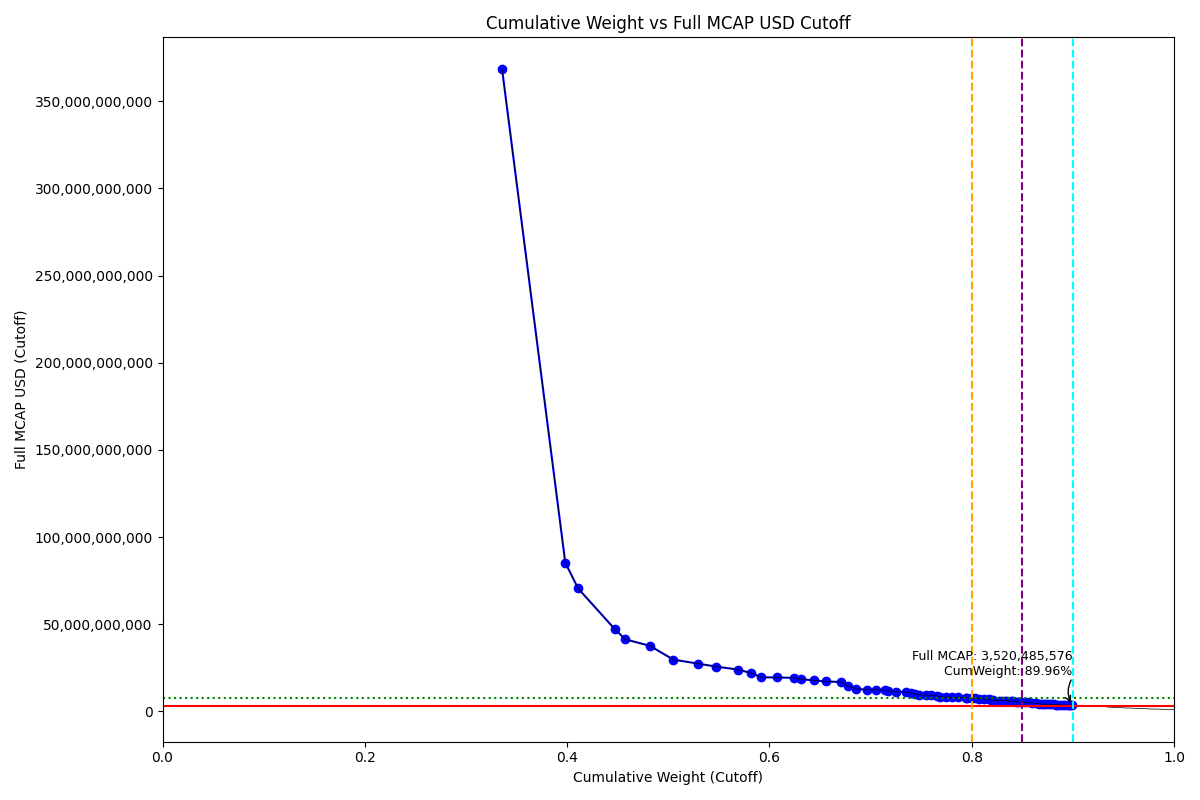 Cumulative Weight vs Full MCAP USD Cutoff
Full MCAP USD (Cutoff)
350,000,000,000
300,000,000,000
250,000,000,000
200,000,000,000
150,000,000,000
100,000,000,000
50,000,000,000
0
Full MCAP: 3,520,485,576
CumWeight: 89.96%
0.0
0.2
0.4
0.6
0.8
1.0
Cumulative Weight (Cutoff)